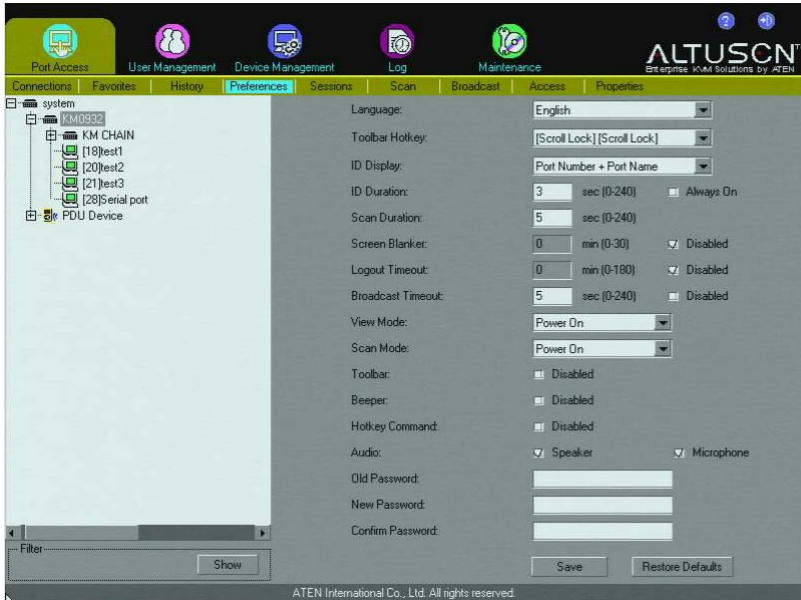 Port Access User Management Device Management Log Maintenance
ALTUSCN
Enterprise KVM Solutions by ATEN
Connections Favorites History Preferences Sessions Scan Broadcast Access Properties
system
KM0932
KM CHAIN
[18]test1
[20]test2
[21]test3
[28]Serial port
PDU Device
Filter
Show
Language: English
Toolbar Hotkey: [Scroll Lock] [Scroll Lock]
ID Display: Port Number + Port Name
ID Duration: 3 sec (0-240) Always On
Scan Duration: 5 sec (0-240)
Screen Blanker: 0 min (0-30) Disabled
Logout Timeout: 0 min (0-180) Disabled
Broadcast Timeout: 5 sec (0-240) Disabled
View Mode: Power On
Scan Mode: Power On
Toolbar: Disabled
Beeper: Disabled
Hotkey Command: Disabled
Audio: Speaker Microphone
Old Password:
New Password:
Confirm Password:
Save Restore Defaults
ATEN International Co., Ltd. All rights reserved.